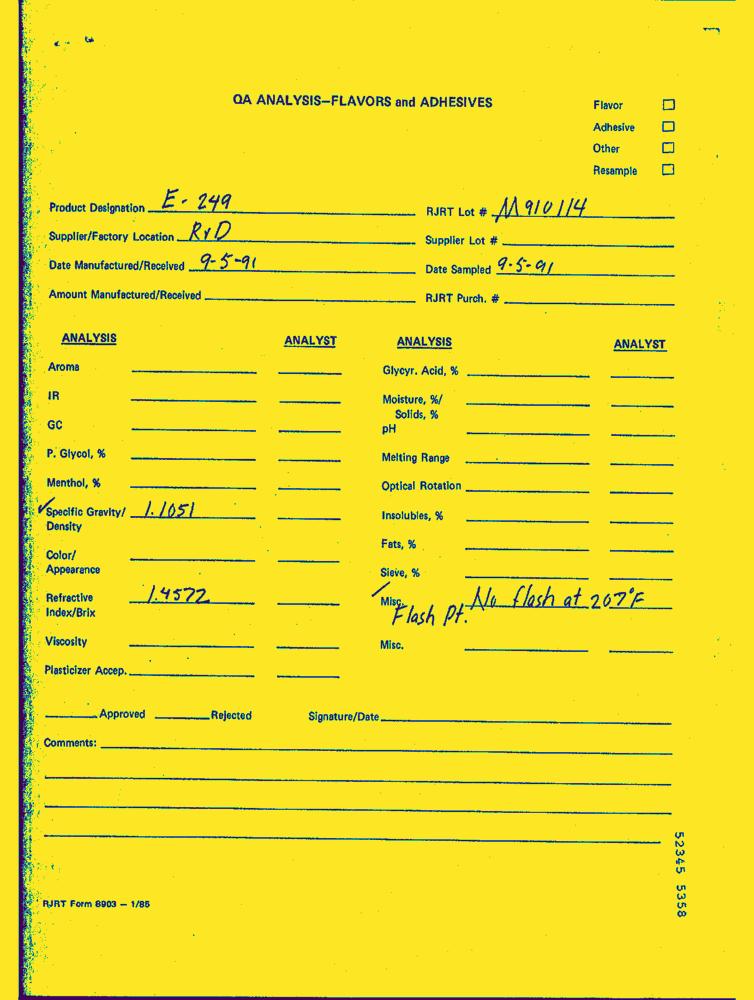 QA ANALYSIS—FLAVORS and ADHESIVES
Flavor
Adhesive
Other
Resample
Product Designation E-249 RJRT Lot # M910114
Supplier/Factory Location R&D Supplier Lot #
Date Manufactured/Received 9-5-91 Date Sampled 9-5-91
Amount Manufactured/Received RJRT Purch. #
ANALYSIS ANALYST ANALYSIS ANALYST
Aroma Glycyr. Acid, %
IR Moisture, %/
Solids, %
GC pH
P. Glycol, % Melting Range
Menthol, % Optical Rotation
✓ Specific Gravity/ 1.1051 Insolubles, %
Density
Fats, %
Color/
Appearance Sieve, %
Refractive 1.4572 Misc. No flash at 207°F
Index/Brix Flash Pt.
Viscosity Misc.
Plasticizer Accep.
Approved Rejected Signature/Date
Comments:
52345 5358
RJRT Form 8903 — 1/85